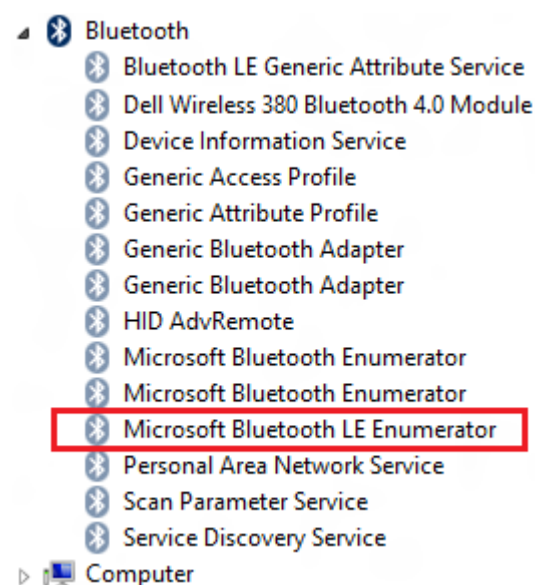 Bluetooth
Bluetooth LE Generic Attribute Service
Dell Wireless 380 Bluetooth 4.0 Module
Device Information Service
Generic Access Profile
Generic Attribute Profile
Generic Bluetooth Adapter
Generic Bluetooth Adapter
HID AdvRemote
Microsoft Bluetooth Enumerator
Microsoft Bluetooth Enumerator
Microsoft Bluetooth LE Enumerator
Personal Area Network Service
Scan Parameter Service
Service Discovery Service
Computer